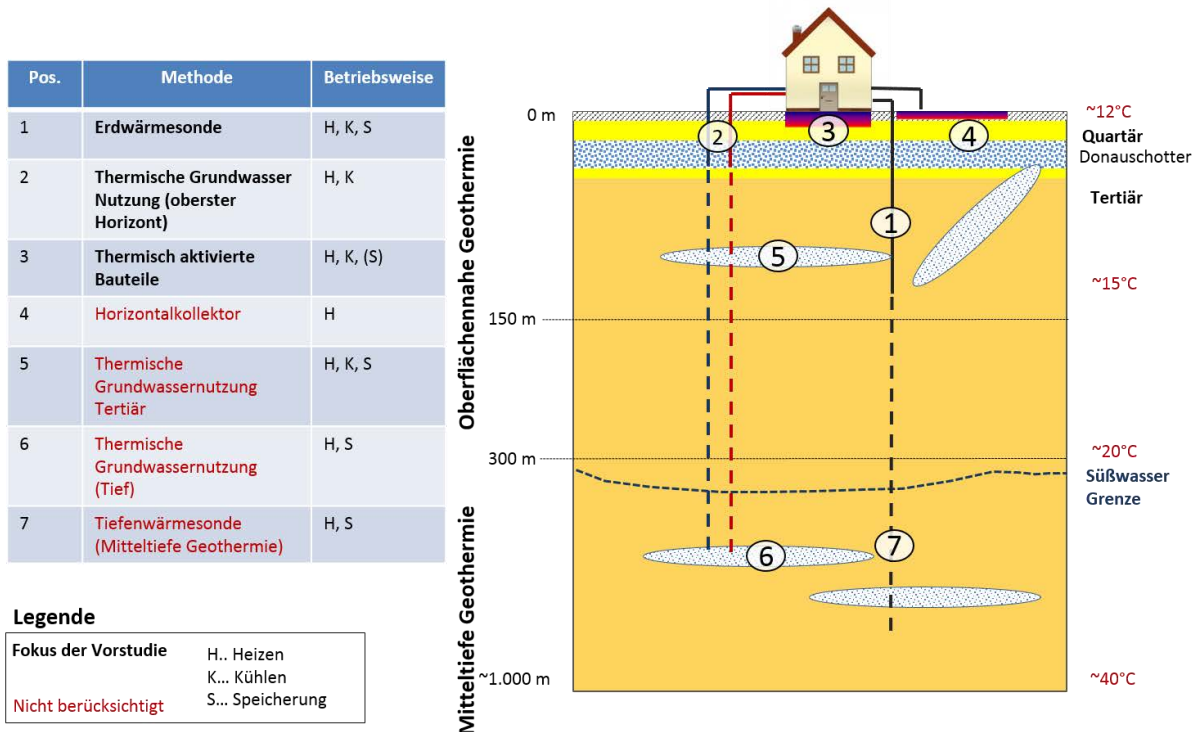 Pos.
Methode
Betriebsweise
1
Erdwärmesonde
H, K, S
2
Thermische Grundwasser
Nutzung (oberster
Horizont)
H, K
3
Thermisch aktivierte
Bauteile
H, K, (S)
4
Horizontalkollektor
H
5
Thermische
Grundwassernutzung
Tertiär
H, K, S
6
Thermische
Grundwassernutzung
(Tief)
H, S
7
Tiefenwärmesonde
(Mitteltiefe Geothermie)
H, S
Legende
Fokus der Vorstudie
Nicht berücksichtigt
H.. Heizen
K... Kühlen
S... Speicherung
Oberflächennahe Geothermie
Mitteltiefe Geothermie
0 m
150 m
300 m
~1.000 m
2
3
4
1
5
6
7
~12°C
Quartär
Donauschotter
Tertiär
~15°C
~20°C
Süßwasser
Grenze
~40°C